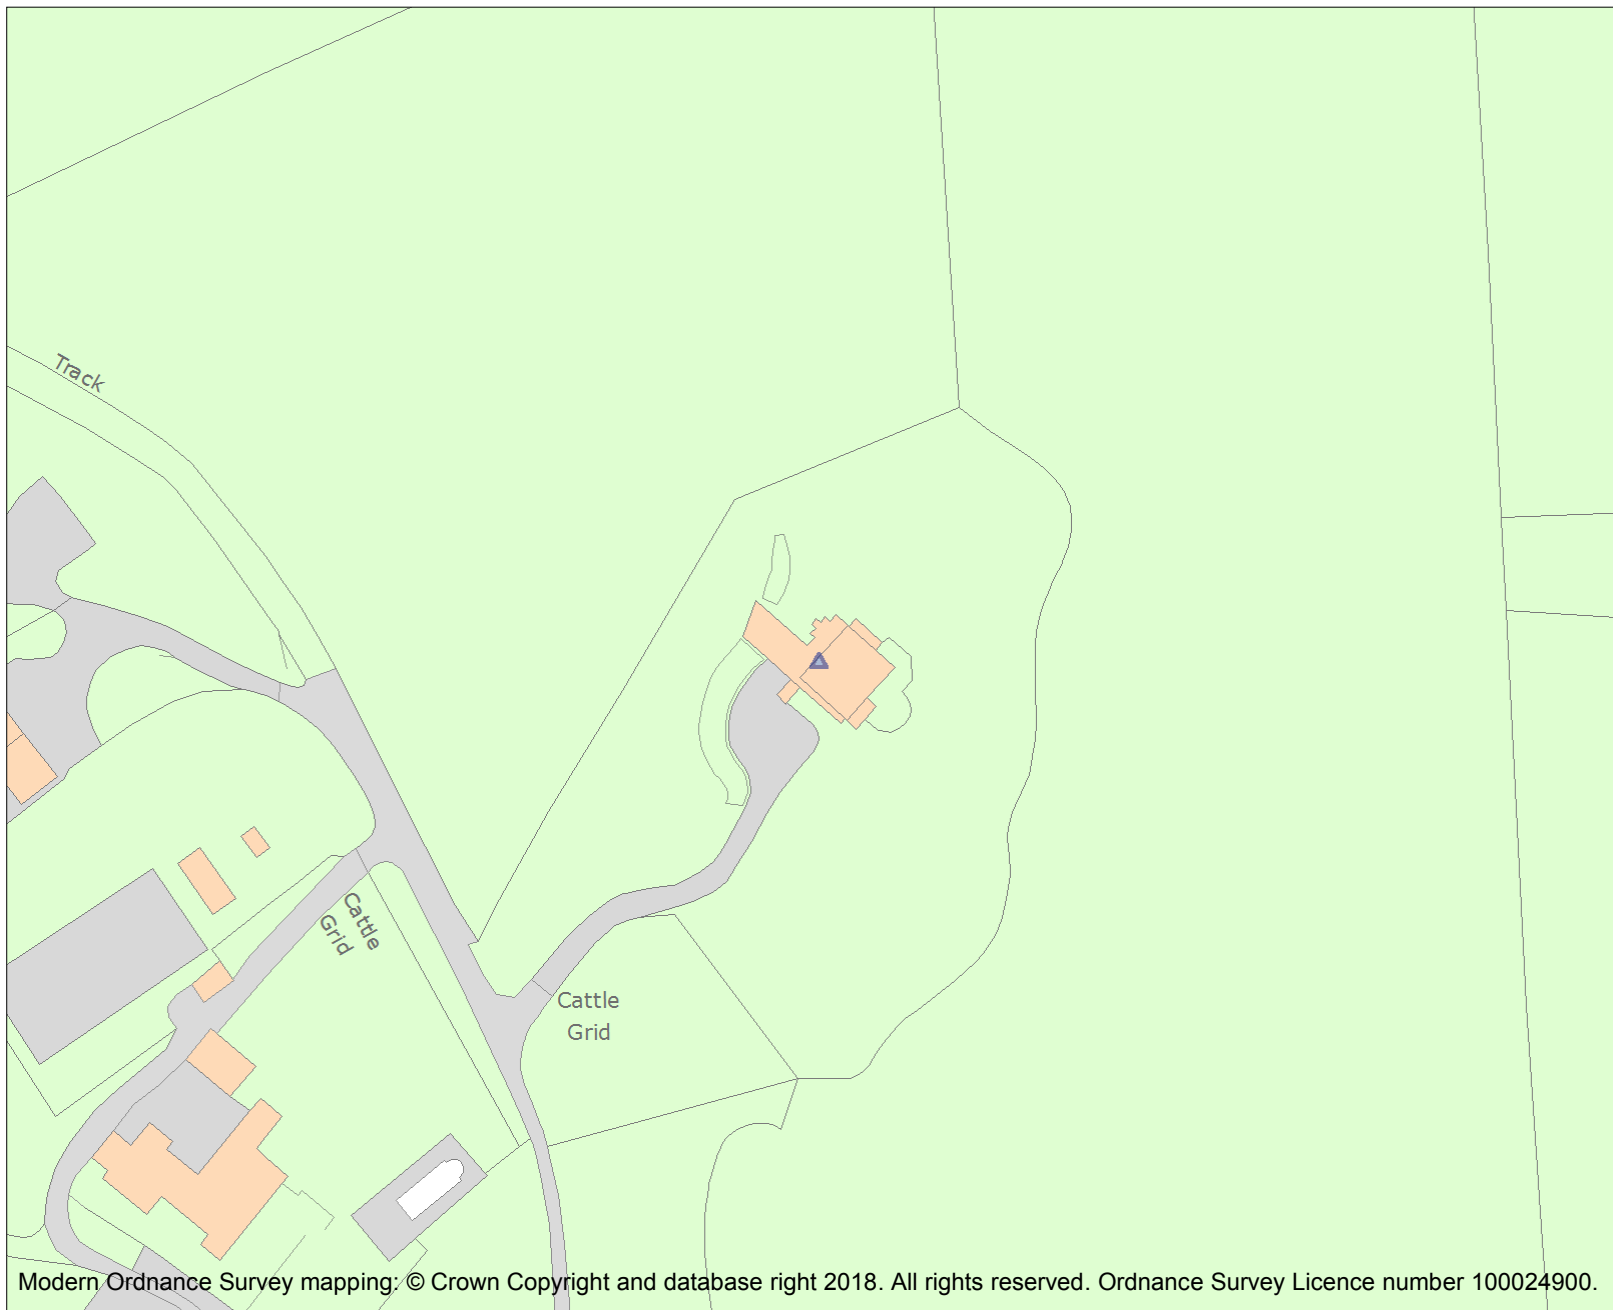 Track
Cattle
Grid
Cattle
Grid
Modern Ordnance Survey mapping: © Crown Copyright and database right 2018. All rights reserved. Ordnance Survey Licence number 100024900.